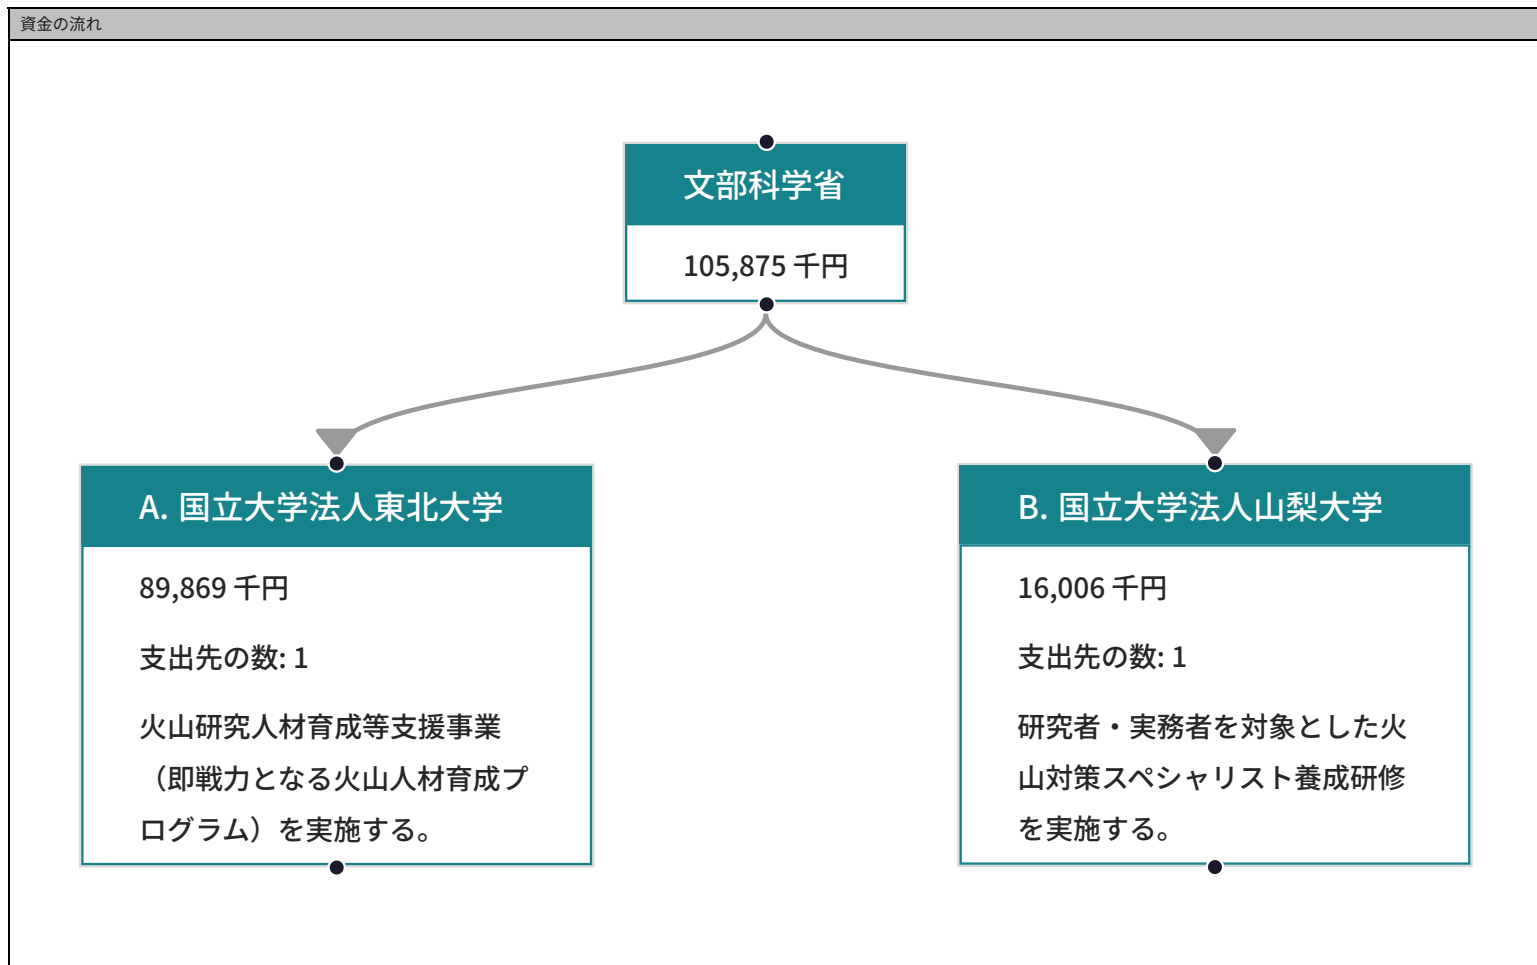 資金の流れ
文部科学省
105,875 千円
A. 国立大学法人東北大学
89,869 千円
支出先の数: 1
火山研究人材育成等支援事業
（即戦力となる火山人材育成プ
ログラム）を実施する。
B. 国立大学法人山梨大学
16,006 千円
支出先の数: 1
研究者・実務者を対象とした火
山対策スペシャリスト養成研修
を実施する。